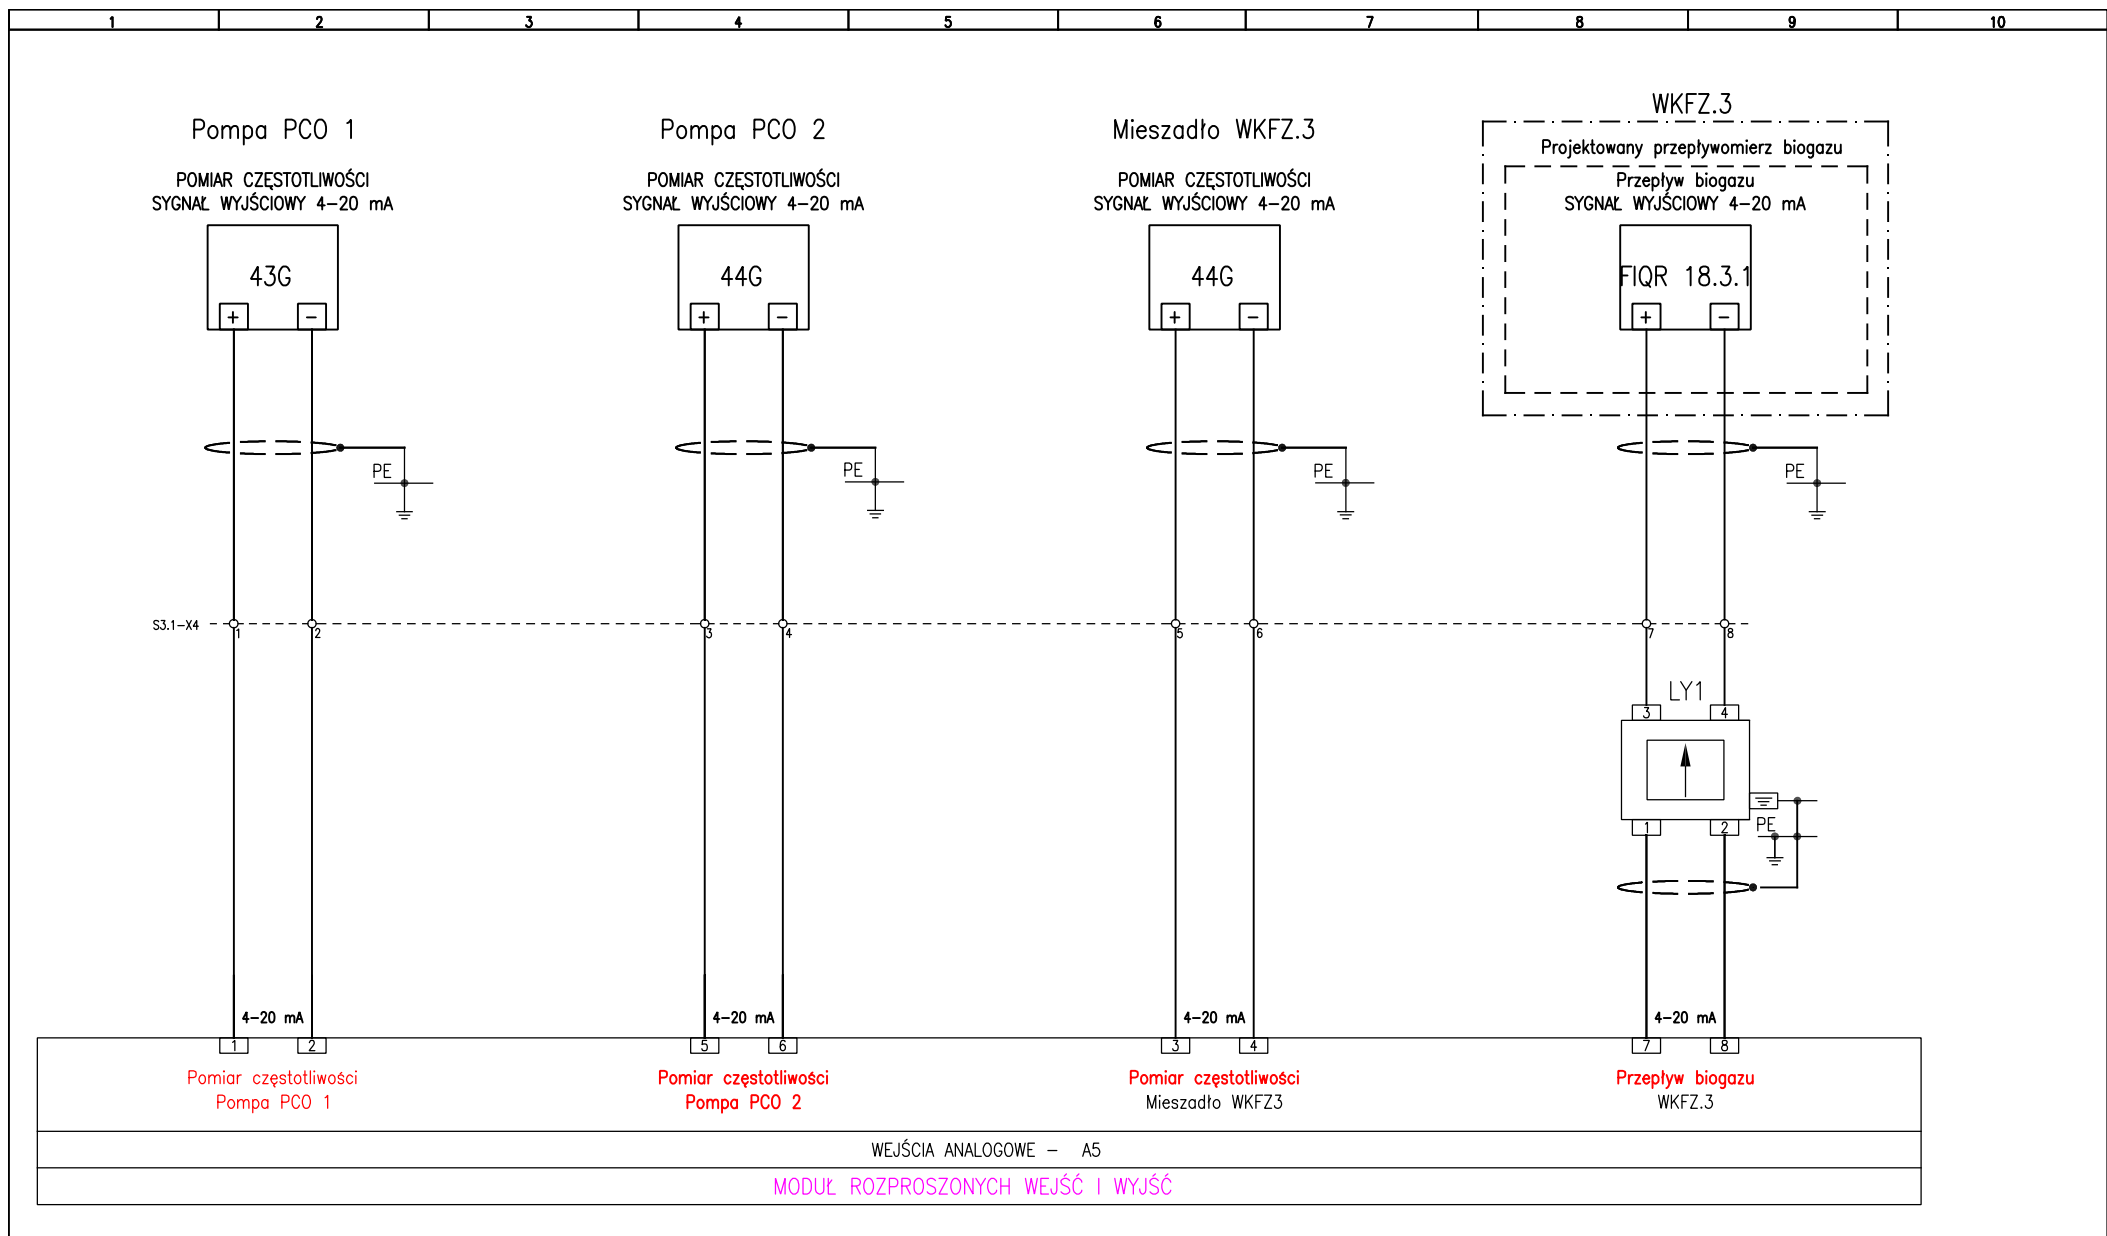 1 2 3 4 5 6 7 8 9 10
WKFZ.3
Pompa PCO 1 Pompa PCO 2 Mieszadło WKFZ.3
Projektowany przepływomierz biogazu
POMIAR CZĘSTOTLIWOŚCI POMIAR CZĘSTOTLIWOŚCI POMIAR CZĘSTOTLIWOŚCI Przepływ biogazu
SYGNAŁ WYJŚCIOWY 4-20 mA SYGNAŁ WYJŚCIOWY 4-20 mA SYGNAŁ WYJŚCIOWY 4-20 mA SYGNAŁ WYJŚCIOWY 4-20 mA
43G 44G 44G FIQR 18.3.1
+ - + - + - + -
PE PE PE PE
S3.1-X4 1 2 3 4 5 6 7 8
LY1
3 4
1 2 PE
4-20 mA 4-20 mA 4-20 mA 4-20 mA
1 2 5 6 3 4 7 8
Pomiar częstotliwości Pomiar częstotliwości Pomiar częstotliwości Przepływ biogazu
Pompa PCO 1 Pompa PCO 2 Mieszadło WKFZ3 WKFZ.3
WEJŚCIA ANALOGOWE - A5
MODUŁ ROZPROSZONYCH WEJŚĆ I WYJŚĆ